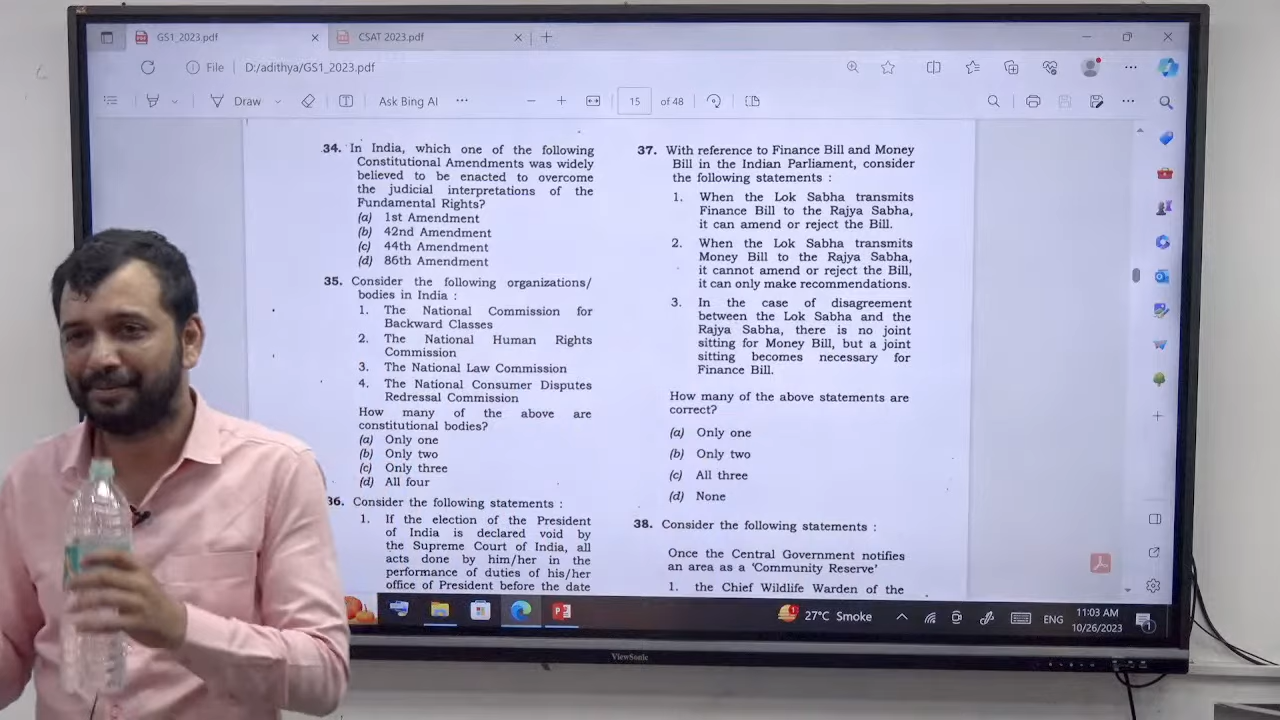 GS1_2023.pdf
CSAT 2023.pdf
File
D:/adithya/GS1_2023.pdf
Draw
Ask Bing AI
15
of 48
34. In India, which one of the following
Constitutional Amendments was widely
believed to be enacted to overcome
the judicial interpretations of the
Fundamental Rights?
(a) 1st Amendment
(b) 42nd Amendment
(c) 44th Amendment
(d) 86th Amendment
35. Consider the following organizations/
bodies in India :
1. The National Commission for
Backward Classes
2. The National Human Rights
Commission
3. The National Law Commission
4. The National Consumer Disputes
Redressal Commission
How many of the above are
constitutional bodies?
(a) Only one
(b) Only two
(c) Only three
(d) All four
36. Consider the following statements :
1. If the election of the President
of India is declared void by
the Supreme Court of India, all
acts done by him/her in the
performance of duties of his/her
office of President before the date
37. With reference to Finance Bill and Money
Bill in the Indian Parliament, consider
the following statements :
1. When the Lok Sabha transmits
Finance Bill to the Rajya Sabha,
it can amend or reject the Bill.
2. When the Lok Sabha transmits
Money Bill to the Rajya Sabha,
it cannot amend or reject the Bill,
it can only make recommendations.
3. In the case of disagreement
between the Lok Sabha and the
Rajya Sabha, there is no joint
sitting for Money Bill, but a joint
sitting becomes necessary for
Finance Bill.
How many of the above statements are
correct?
(a) Only one
(b) Only two
(c) All three
(d) None
38. Consider the following statements :
Once the Central Government notifies
an area as a 'Community Reserve'
1. the Chief Wildlife Warden of the
27°C Smoke
ENG
11:03 AM
10/26/2023
ViewSonic